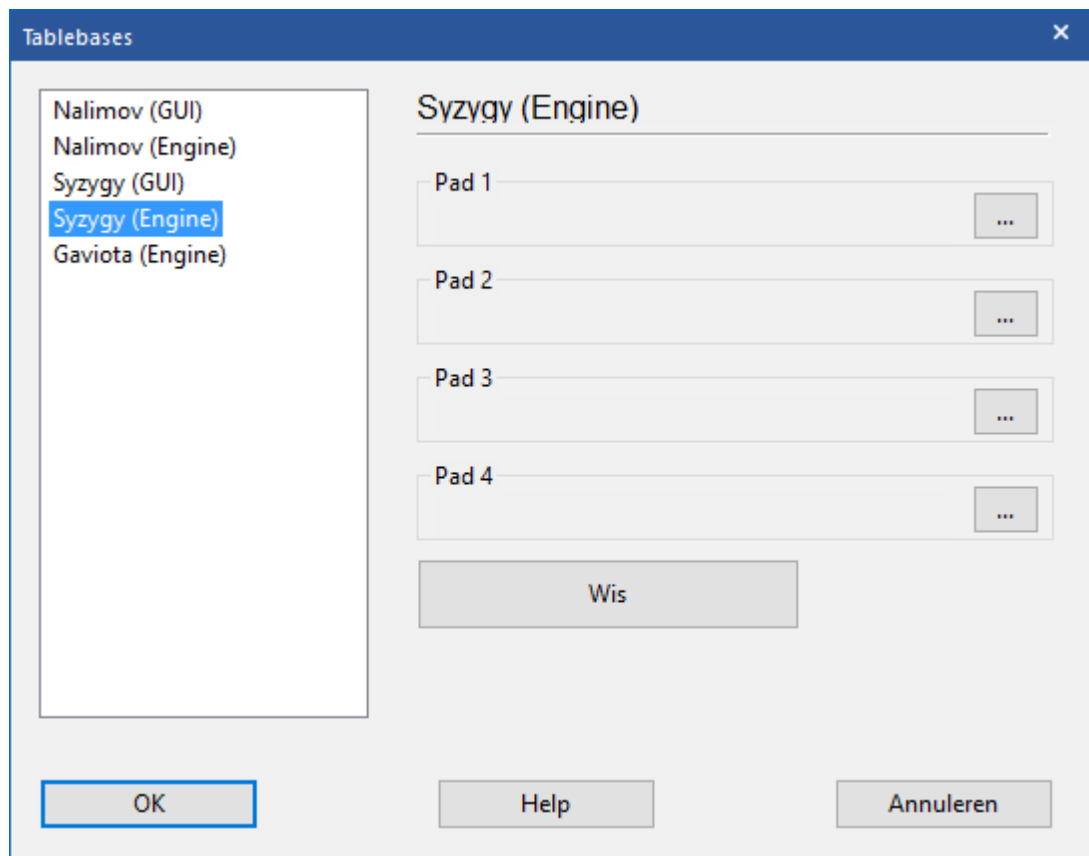 Tablebases
Nalimov (GUI)
Nalimov (Engine)
Syzygy (GUI)
Syzygy (Engine)
Gaviota (Engine)
Syzygy (Engine)
Pad 1
...
Pad 2
...
Pad 3
...
Pad 4
...
Wis
OK
Help
Annuleren